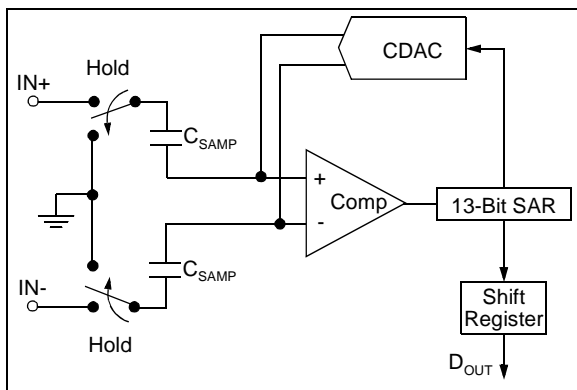 CDAC
Hold
IN+
C_SAMP
+
Comp
-
13-Bit SAR
C_SAMP
IN-
Hold
Shift
Register
D_OUT